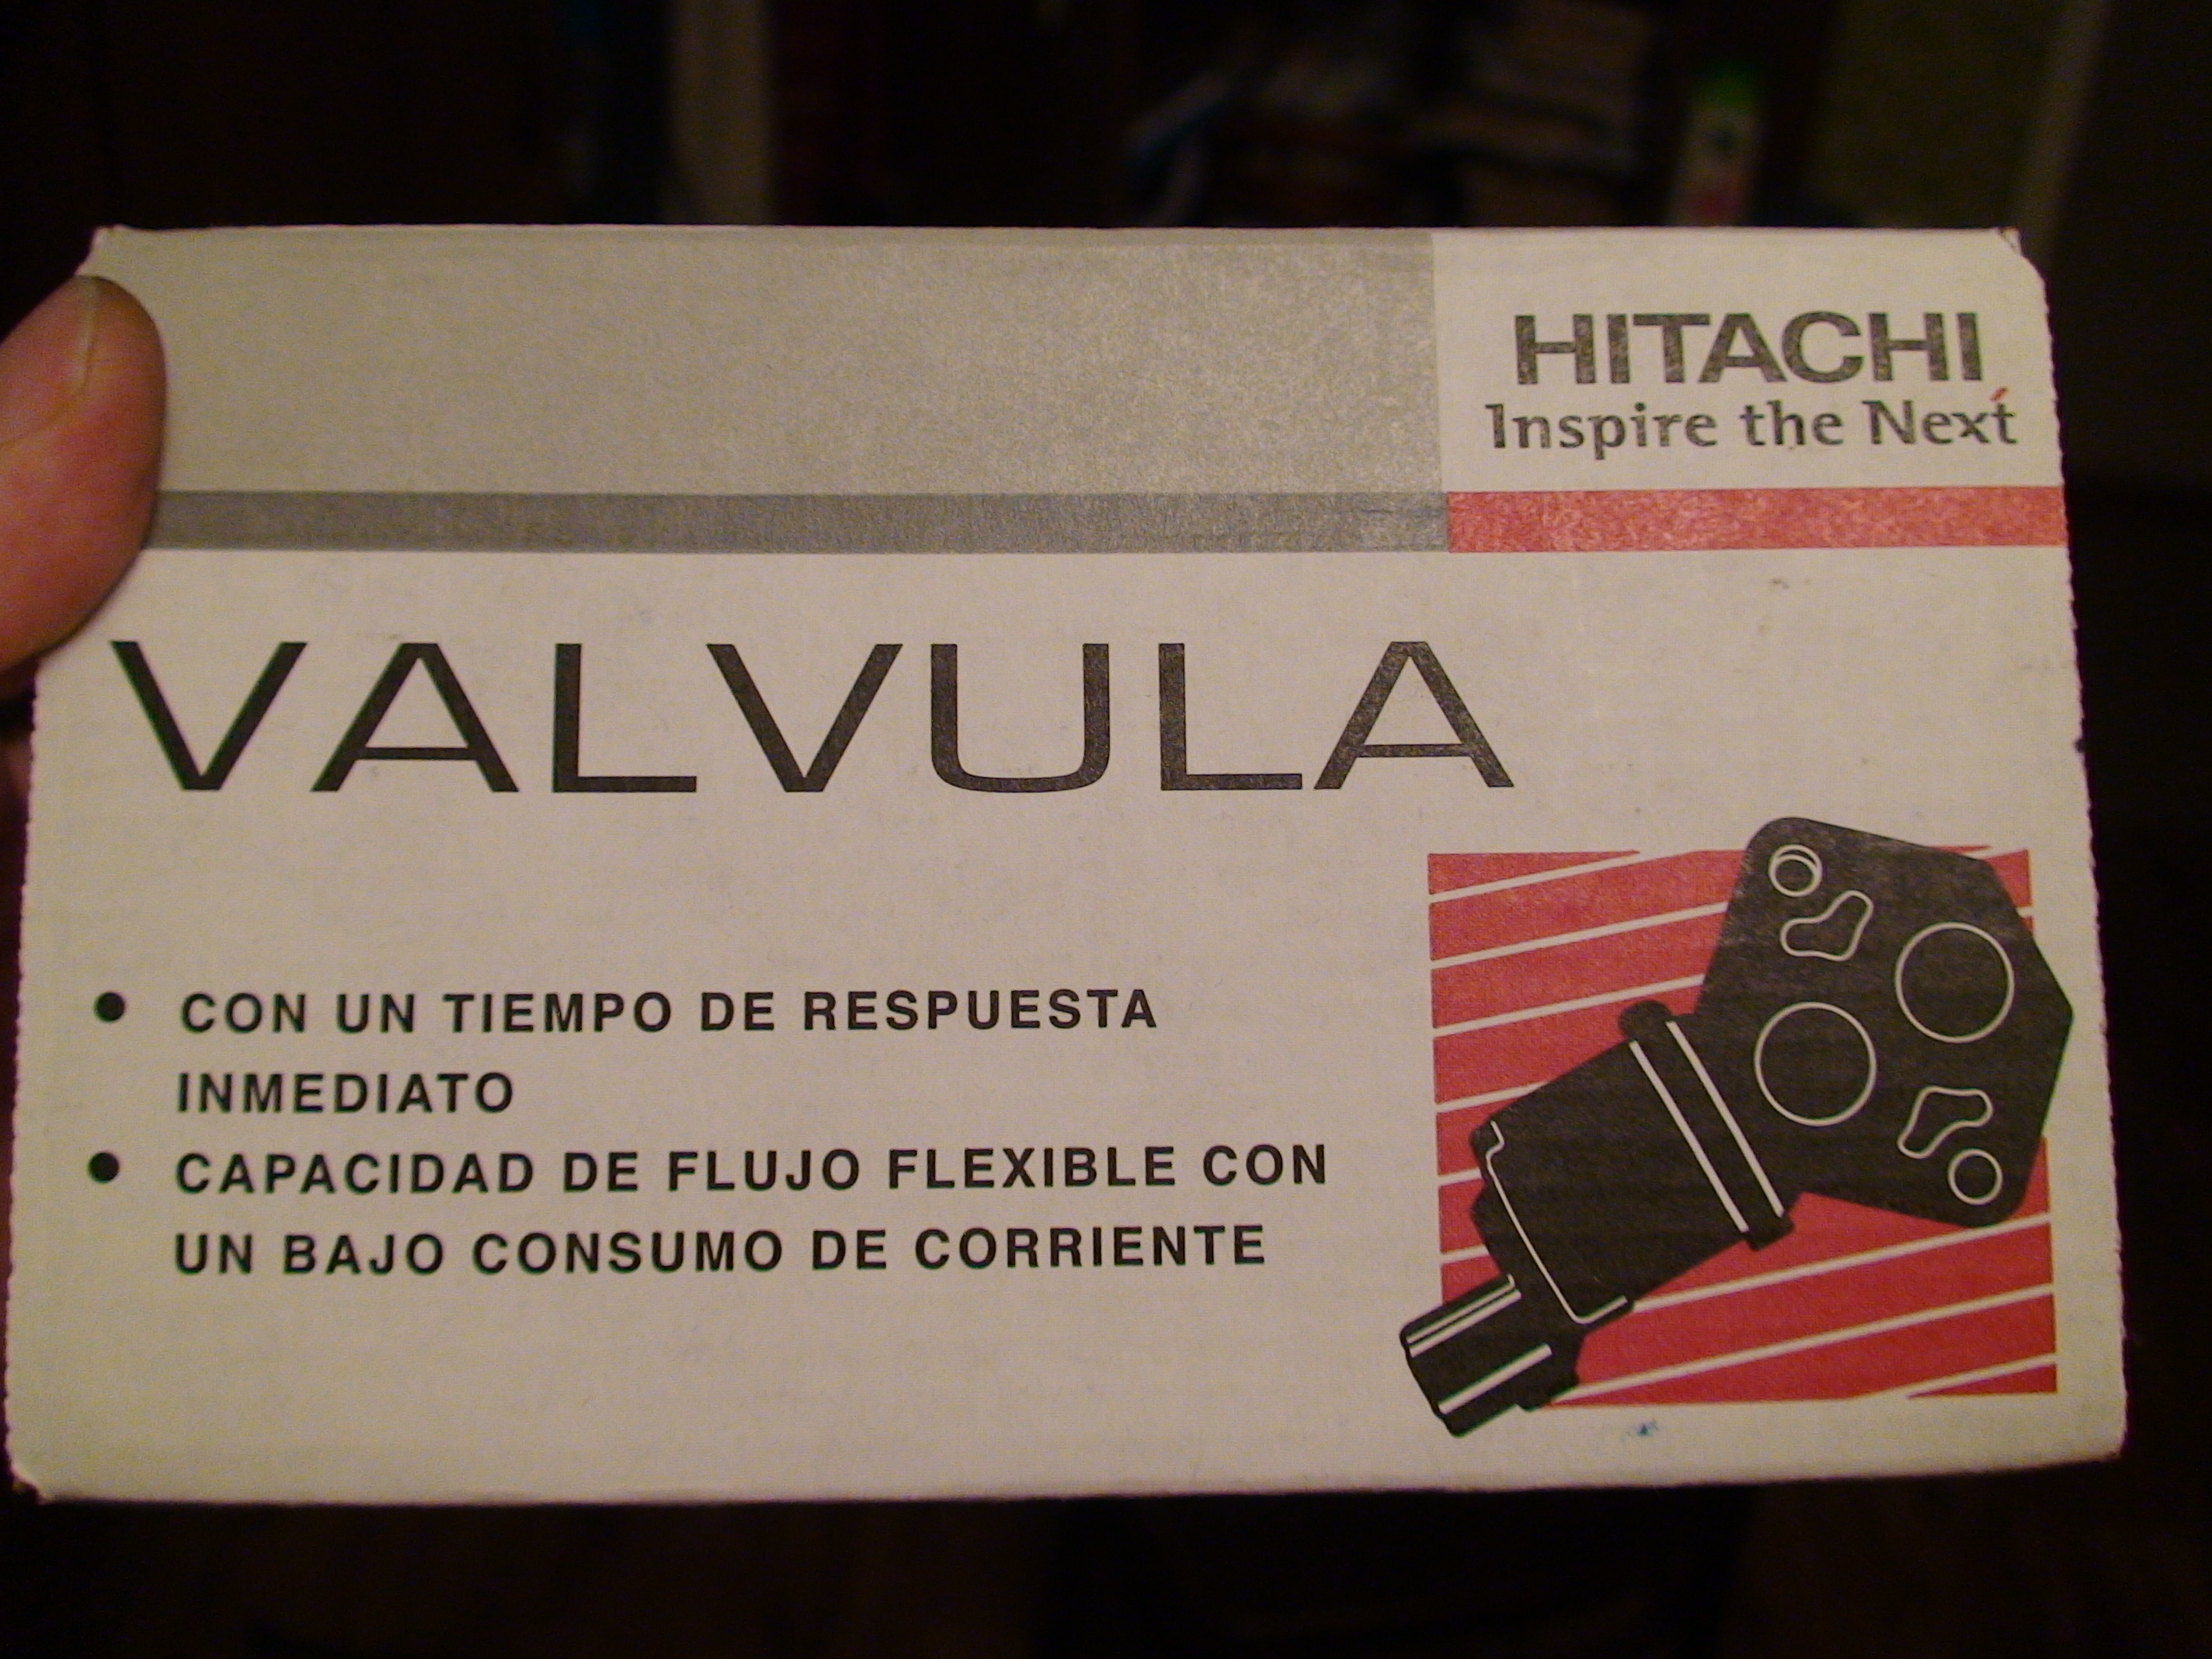 HITACHI
Inspire the Next
VALVULA
• CON UN TIEMPO DE RESPUESTA
INMEDIATO
• CAPACIDAD DE FLUJO FLEXIBLE CON
UN BAJO CONSUMO DE CORRIENTE